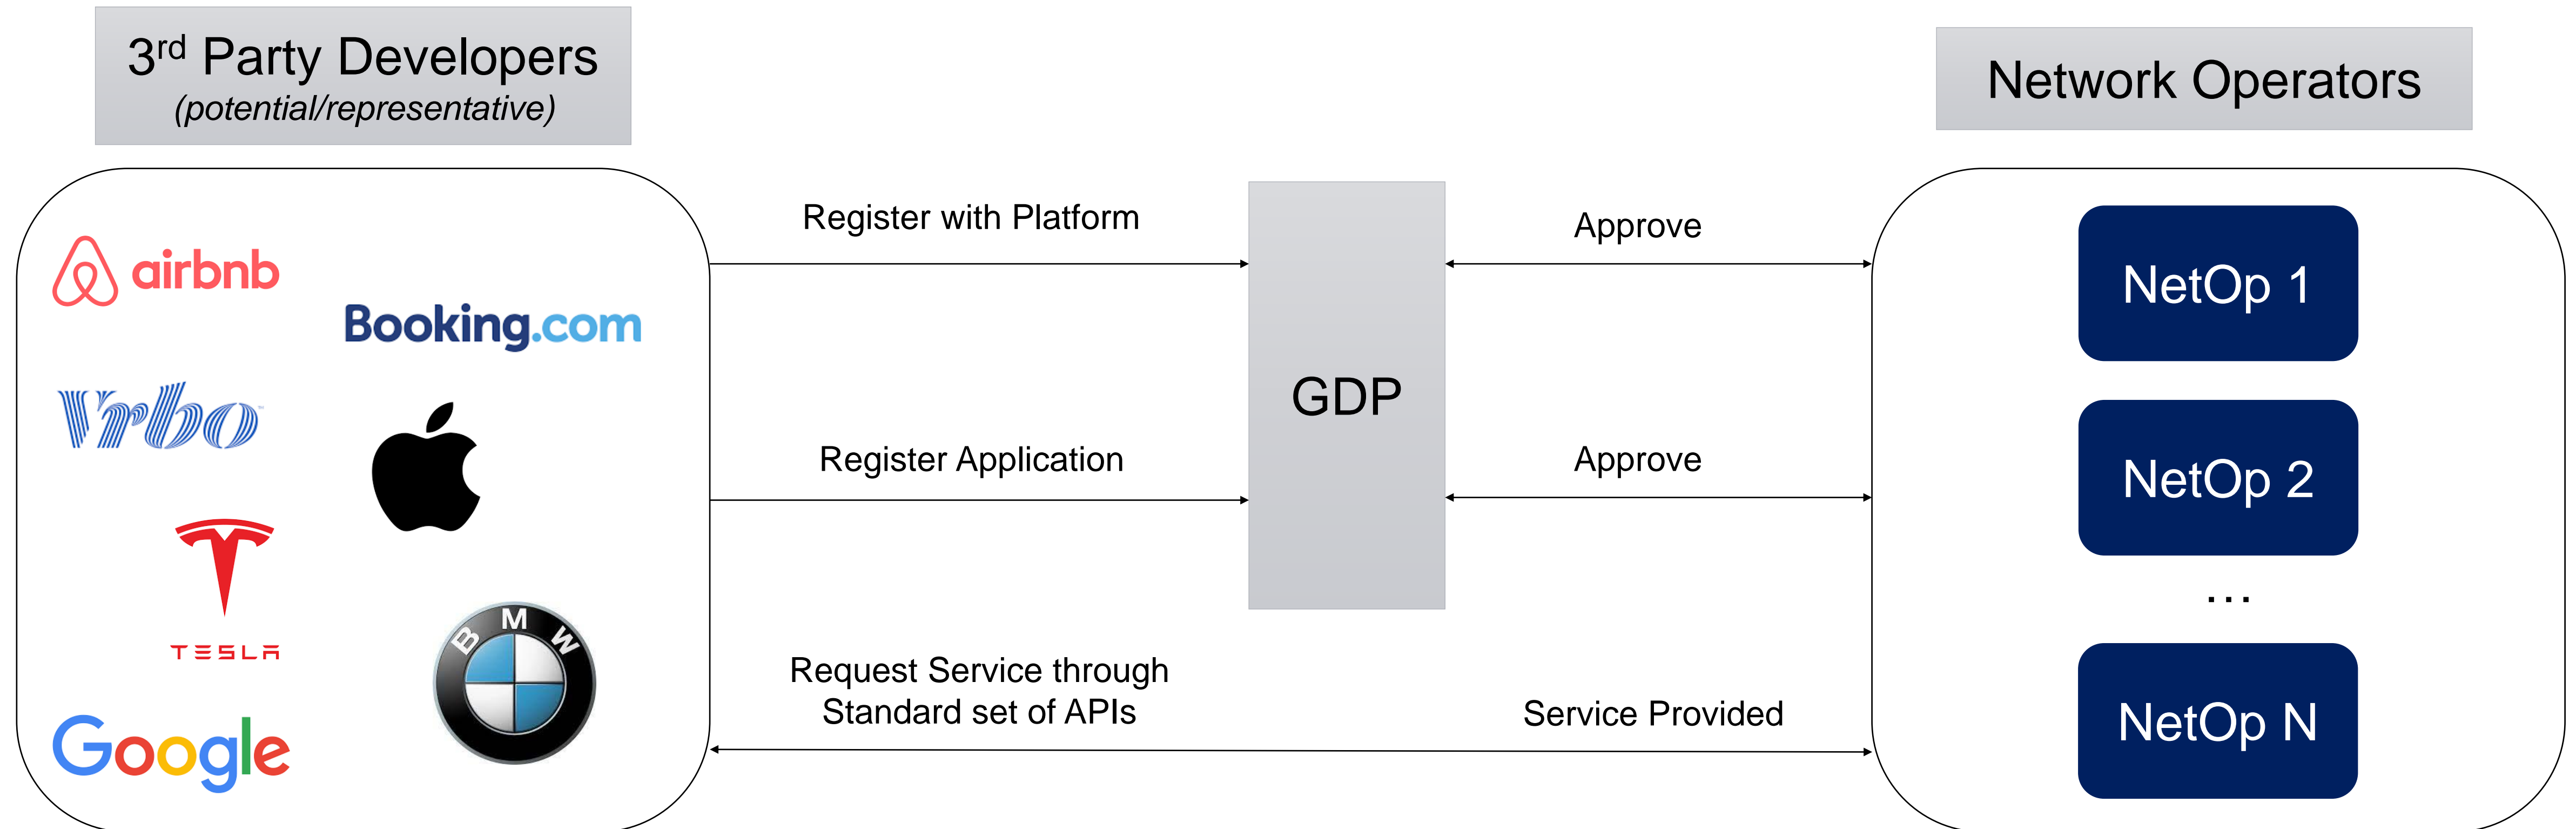 3rd Party Developers
(potential/representative)
Network Operators
airbnb
Booking.com
Vrbo™
TESLA
BMW
Google
Register with Platform
Register Application
Request Service through
Standard set of APIs
GDP
Approve
Approve
Service Provided
NetOp 1
NetOp 2
...
NetOp N